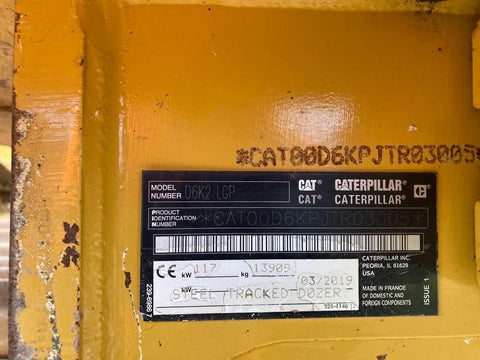 *CAT00D6KPJTR03005*
MODEL NUMBER D6K2 LGP
CAT® CATERPILLAR®
CAT® CATERPILLAR®
PRODUCT IDENTIFICATION NUMBER *CAT00D6KPJTR03005*
CE kW 117 kg 13909
kW 03/2019
STEEL TRACKED DOZER
CATERPILLAR INC.
PEORIA, IL 61629
USA
MADE IN FRANCE
OF DOMESTIC AND
FOREIGN COMPONENTS
ISSUE 1